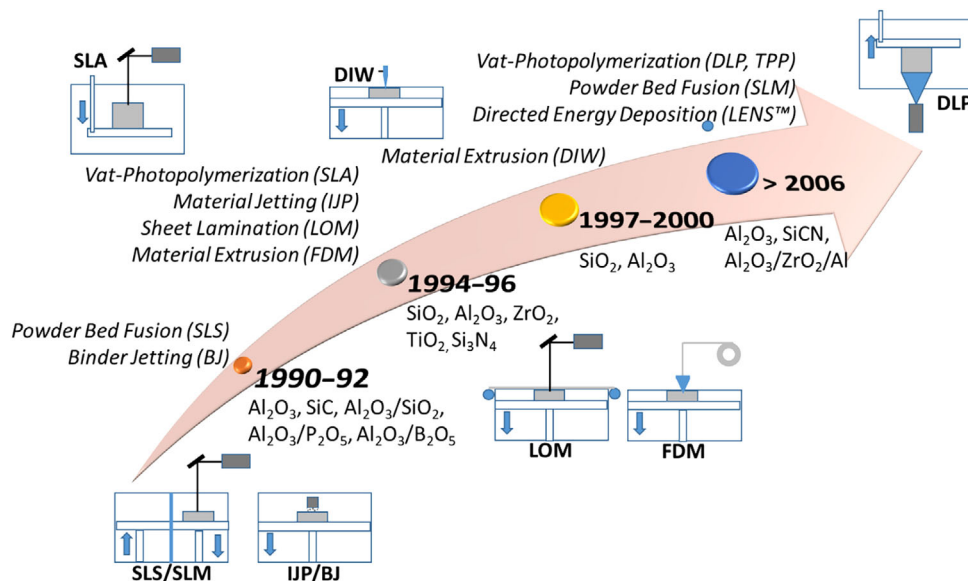 SLA
DIW
Vat-Photopolymerization (DLP, TPP)
Powder Bed Fusion (SLM)
Directed Energy Deposition (LENS™)
DLP
Material Extrusion (DIW)
Vat-Photopolymerization (SLA)
Material Jetting (IJP)
Sheet Lamination (LOM)
Material Extrusion (FDM)
> 2006
Al₂O₃, SiCN,
Al₂O₃/ZrO₂/Al
1997–2000
SiO₂, Al₂O₃
1994–96
SiO₂, Al₂O₃, ZrO₂,
TiO₂, Si₃N₄
Powder Bed Fusion (SLS)
Binder Jetting (BJ)
1990–92
Al₂O₃, SiC, Al₂O₃/SiO₂,
Al₂O₃/P₂O₅, Al₂O₃/B₂O₅
LOM
FDM
SLS/SLM
IJP/BJ